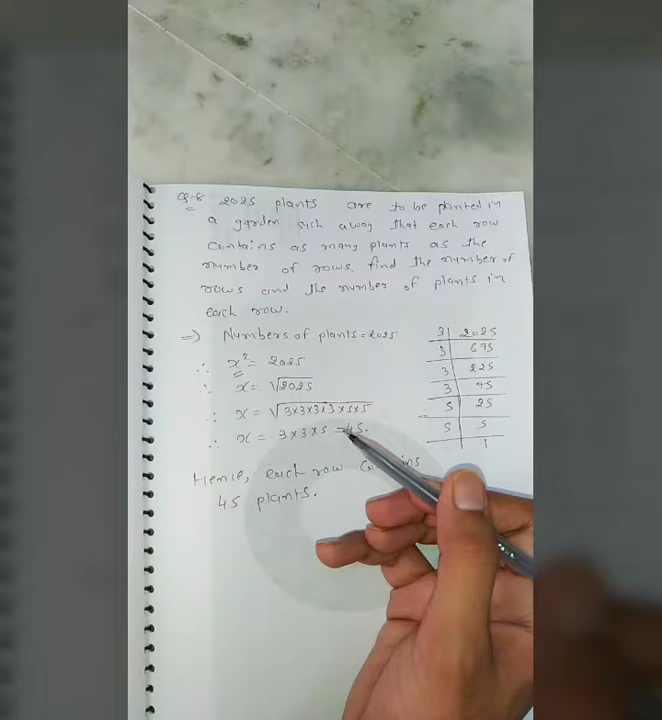 Q-8 2025 plants are to be planted in
a garden such away that each row
contains as many plants as the
number of rows. find the number of
rows and the number of plants in
each row.
=> Numbers of plants = 2025
∴ x² = 2025
∴ x = √2025
∴ x = √3×3×3×3×5×5
∴ x = 3×3×5 = 45.
Hence, each row
45 plants.
3 | 2025
3 | 675
3 | 225
3 | 45
5 | 25
5 | 5
1